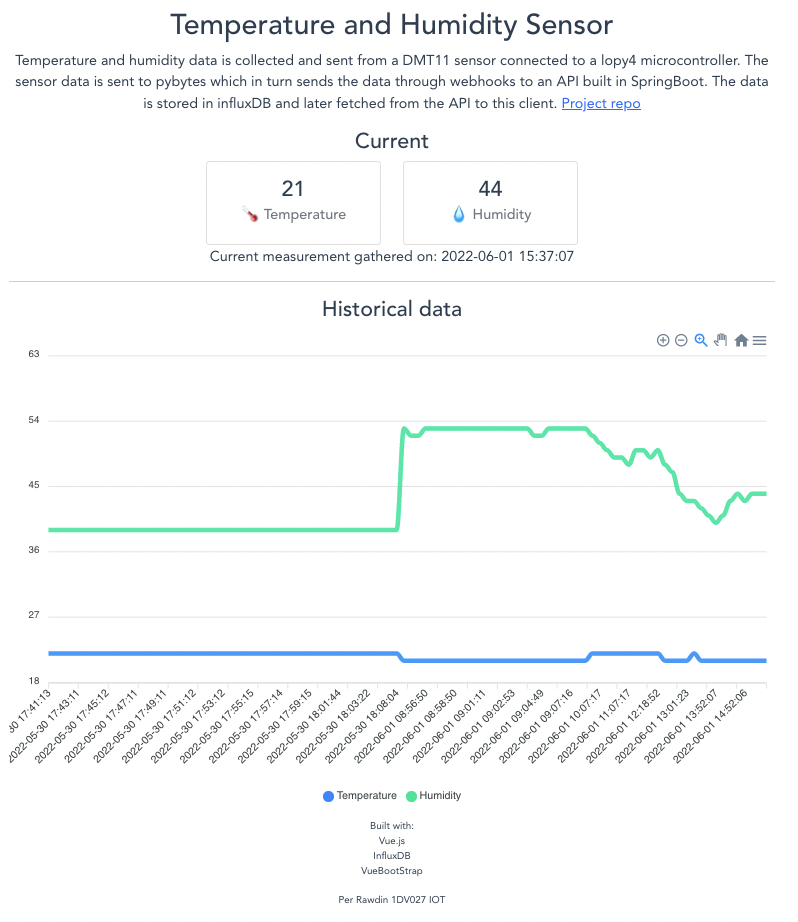 Temperature and Humidity Sensor
Temperature and humidity data is collected and sent from a DMT11 sensor connected to a lopy4 microcontroller. The
sensor data is sent to pybytes which in turn sends the data through webhooks to an API built in SpringBoot. The data
is stored in influxDB and later fetched from the API to this client. Project repo
Current
21
Temperature
44
Humidity
Current measurement gathered on: 2022-06-01 15:37:07
Historical data
63
54
45
36
27
18
30 17:41:13
2022-05-30 17:43:11
2022-05-30 17:45:12
2022-05-30 17:47:11
2022-05-30 17:49:11
2022-05-30 17:51:12
2022-05-30 17:53:12
2022-05-30 17:55:15
2022-05-30 17:57:14
2022-05-30 17:59:15
2022-05-30 18:01:44
2022-05-30 18:03:22
2022-05-30 18:08:04
2022-06-01 08:56:50
2022-06-01 08:58:50
2022-06-01 09:01:11
2022-06-01 09:02:53
2022-06-01 09:04:49
2022-06-01 09:07:16
2022-06-01 10:07:17
2022-06-01 11:07:17
2022-06-01 12:18:52
2022-06-01 13:01:23
2022-06-01 13:52:07
2022-06-01 14:52:06
Temperature
Humidity
Built with:
Vue.js
InfluxDB
VueBootStrap
Per Rawdin 1DV027 IOT